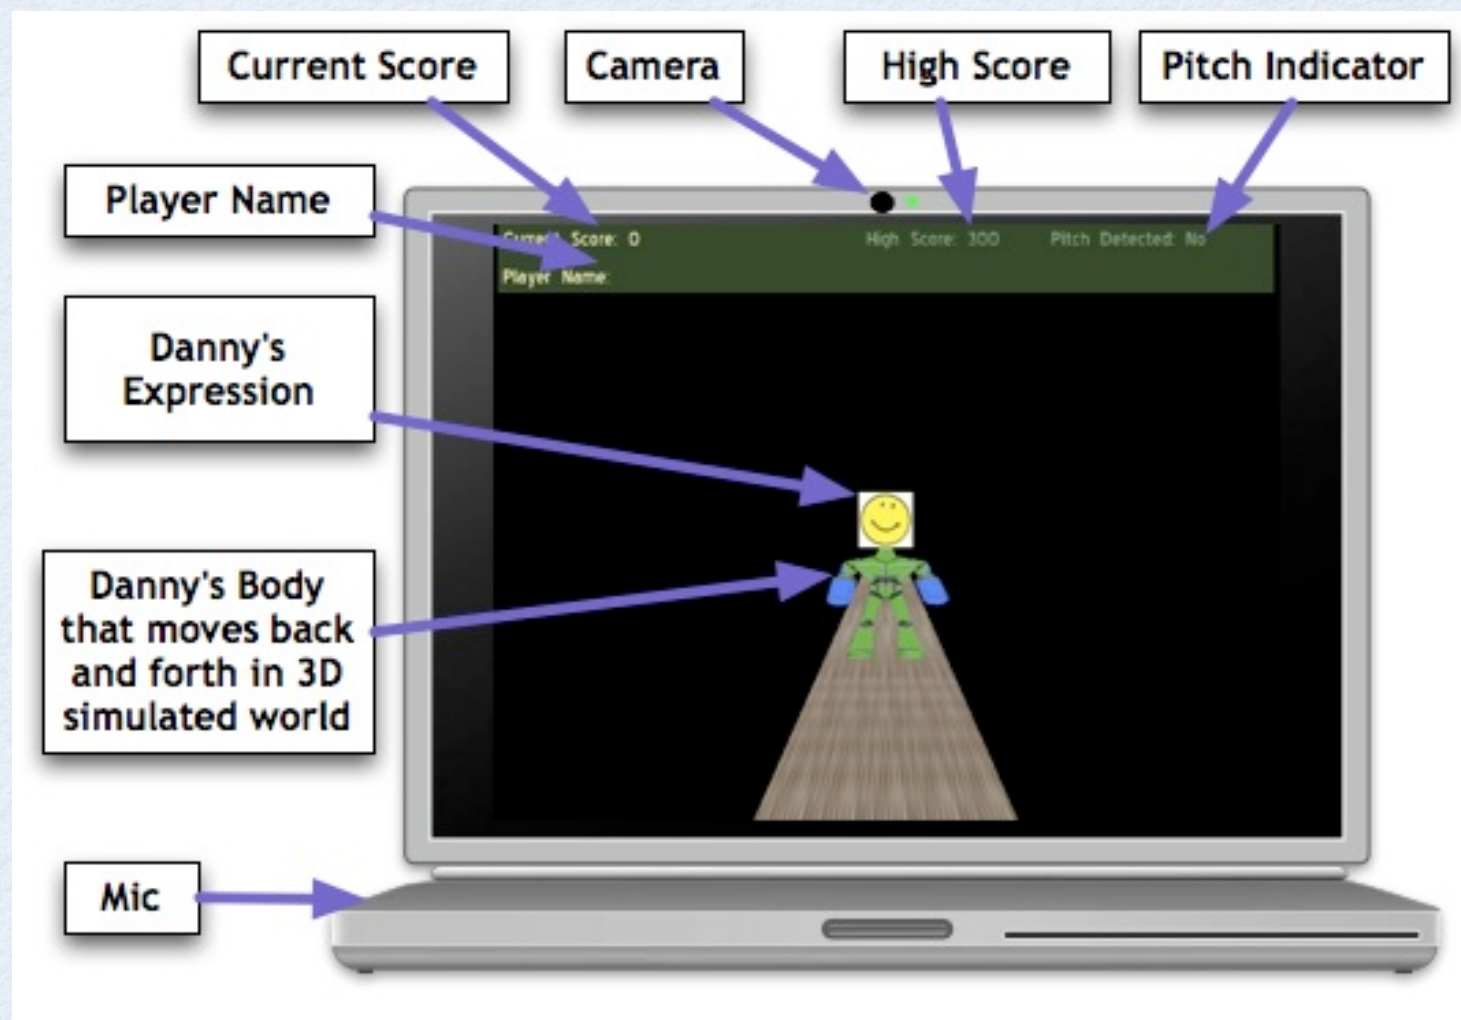 Current Score
Camera
High Score
Pitch Indicator
Player Name
Current Score: 0
High Score: 300
Pitch Detected: No
Player Name:
Danny's
Expression
Danny's Body
that moves back
and forth in 3D
simulated world
Mic